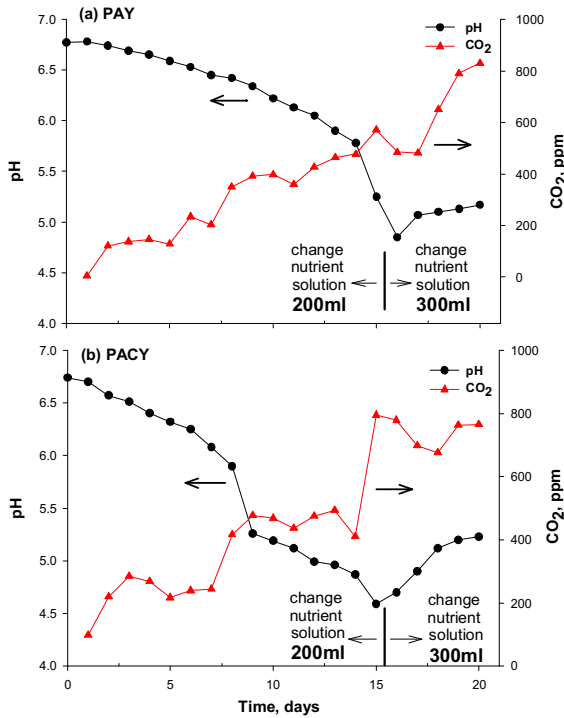 (a) PAY
pH
CO2
7.0
6.5
6.0
5.5
5.0
4.5
4.0
pH
1000
800
600
400
200
0
CO2, ppm
change
nutrient
solution
200ml
change
nutrient
solution
300ml
(b) PACY
pH
CO2
7.0
6.5
6.0
5.5
5.0
4.5
4.0
pH
1000
800
600
400
200
0
CO2, ppm
change
nutrient
solution
200ml
change
nutrient
solution
300ml
0 5 10 15 20
Time, days